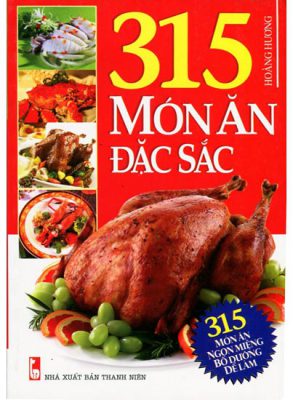 315
HOÀNG HƯƠNG
MÓN ĂN
ĐẶC SẮC
315
MÓN ĂN
NGON MIỆNG
BỔ DƯỠNG
DỄ LÀM
NHÀ XUẤT BẢN THANH NIÊN